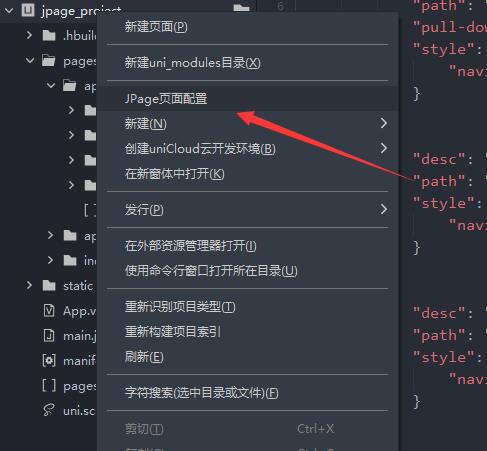 jpage_project
.hbuild
pages
ap
ap
ind
static
App.v
main.j
manife
pages
uni.sc
新建页面(P)
新建uni_modules目录(X)
JPage页面配置
新建(N)
创建uniCloud云开发环境(B)
在新窗体中打开(K)
发行(P)
在外部资源管理器打开(I)
使用命令行窗口打开所在目录(U)
重新识别项目类型(T)
重新构建项目索引
刷新(E)
字符搜索(选中目录或文件)(F)
剪切(T) Ctrl+X
6
"path": "
"pull-dow
"style":
"navi
}
"desc": "
"path": "
"style":
"navi
}
"desc": "
"path": "
"style":
"navi
}